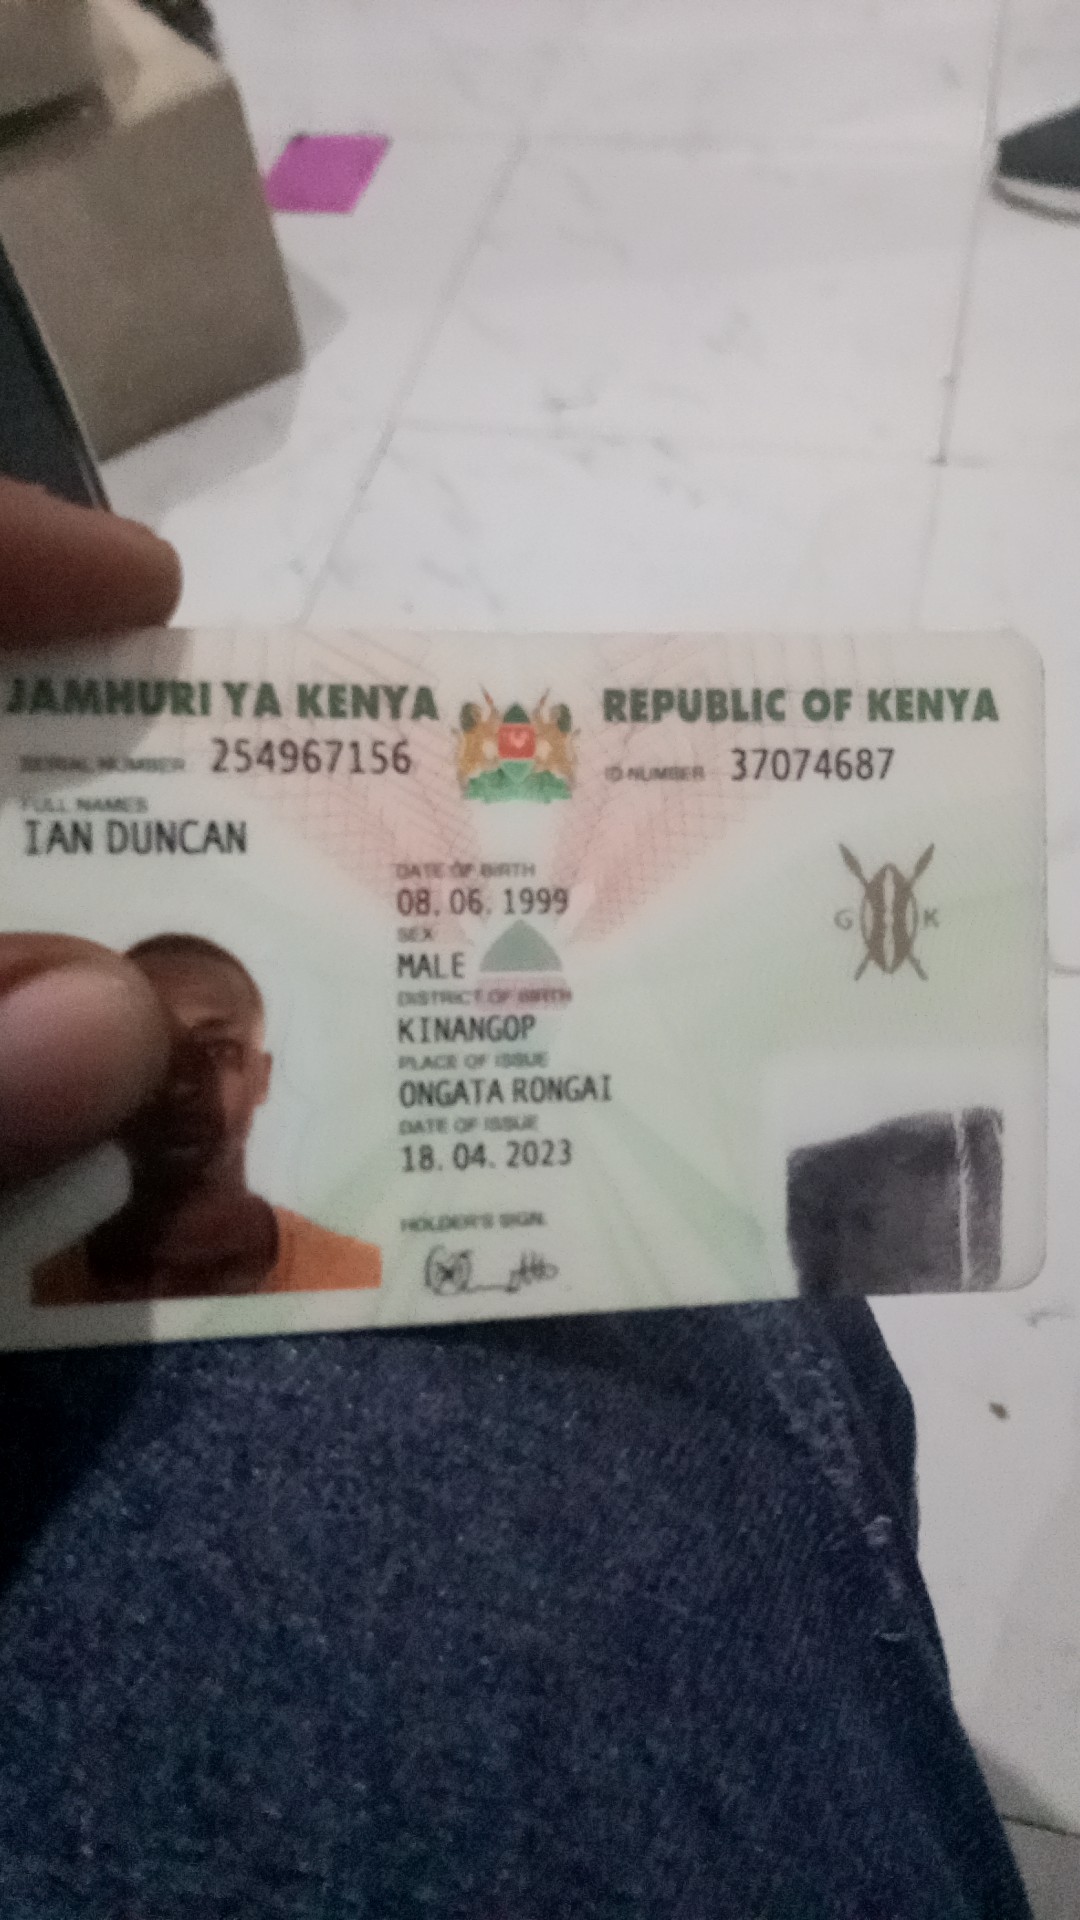 JAMHURI YA KENYA
REPUBLIC OF KENYA
SERIAL NUMBER 254967156
ID NUMBER 37074687
FULL NAMES
IAN DUNCAN
DATE OF BIRTH
08. 06. 1999
SEX
MALE
DISTRICT OF BIRTH
KINANGOP
PLACE OF ISSUE
ONGATA RONGAI
DATE OF ISSUE
18. 04. 2023
HOLDER'S SIGN.
G K